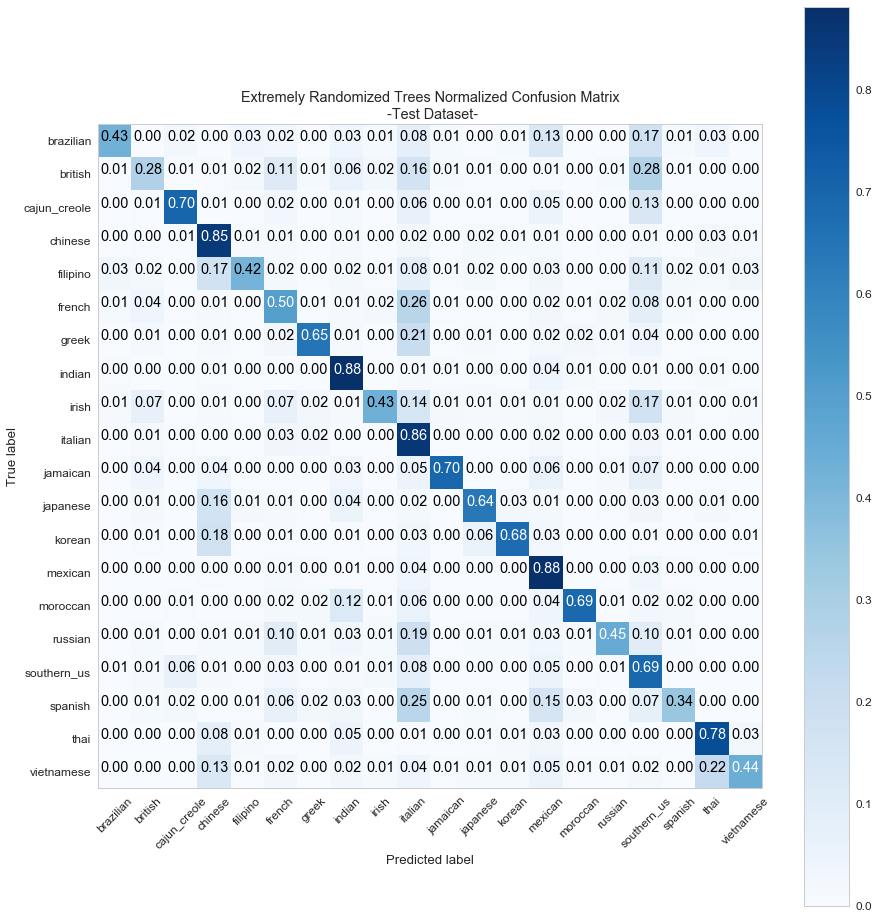 Extremely Randomized Trees Normalized Confusion Matrix
-Test Dataset-
True label
brazilian 0.43 0.00 0.02 0.00 0.03 0.02 0.00 0.03 0.01 0.08 0.01 0.00 0.01 0.13 0.00 0.00 0.17 0.01 0.03 0.00
british 0.01 0.28 0.01 0.01 0.02 0.11 0.01 0.06 0.02 0.16 0.01 0.01 0.00 0.01 0.00 0.01 0.28 0.01 0.00 0.00
cajun_creole 0.00 0.01 0.70 0.01 0.00 0.02 0.00 0.01 0.00 0.06 0.00 0.01 0.00 0.05 0.00 0.00 0.13 0.00 0.00 0.00
chinese 0.00 0.00 0.01 0.85 0.01 0.01 0.00 0.01 0.00 0.02 0.00 0.02 0.01 0.01 0.00 0.00 0.01 0.00 0.03 0.01
filipino 0.03 0.02 0.00 0.17 0.42 0.02 0.00 0.02 0.01 0.08 0.01 0.02 0.00 0.03 0.00 0.00 0.11 0.02 0.01 0.03
french 0.01 0.04 0.00 0.01 0.00 0.50 0.01 0.01 0.02 0.26 0.00 0.00 0.00 0.02 0.01 0.02 0.08 0.01 0.00 0.00
greek 0.00 0.01 0.00 0.01 0.00 0.02 0.65 0.01 0.00 0.21 0.00 0.01 0.00 0.02 0.02 0.01 0.04 0.00 0.00 0.00
indian 0.00 0.00 0.00 0.01 0.00 0.00 0.00 0.88 0.00 0.01 0.01 0.00 0.00 0.04 0.01 0.00 0.01 0.00 0.01 0.00
irish 0.01 0.07 0.00 0.01 0.00 0.07 0.02 0.01 0.43 0.14 0.01 0.00 0.00 0.01 0.00 0.02 0.17 0.01 0.00 0.01
italian 0.00 0.01 0.00 0.00 0.00 0.03 0.02 0.00 0.00 0.86 0.00 0.00 0.00 0.02 0.00 0.00 0.03 0.01 0.00 0.00
jamaican 0.00 0.04 0.00 0.04 0.00 0.00 0.00 0.03 0.00 0.05 0.70 0.00 0.00 0.06 0.00 0.01 0.07 0.00 0.00 0.00
japanese 0.00 0.01 0.00 0.16 0.01 0.01 0.00 0.04 0.00 0.02 0.00 0.64 0.03 0.01 0.00 0.00 0.03 0.00 0.01 0.00
korean 0.00 0.01 0.00 0.18 0.00 0.01 0.00 0.01 0.00 0.03 0.00 0.06 0.68 0.03 0.00 0.00 0.01 0.00 0.00 0.01
mexican 0.00 0.00 0.00 0.00 0.00 0.01 0.00 0.01 0.00 0.04 0.00 0.00 0.00 0.88 0.00 0.00 0.03 0.00 0.00 0.00
moroccan 0.00 0.00 0.01 0.00 0.00 0.02 0.02 0.12 0.01 0.06 0.00 0.00 0.00 0.04 0.69 0.00 0.01 0.02 0.02 0.00
russian 0.00 0.01 0.00 0.01 0.00 0.10 0.01 0.03 0.01 0.19 0.00 0.01 0.01 0.03 0.01 0.45 0.10 0.01 0.00 0.00
southern_us 0.01 0.01 0.06 0.01 0.00 0.03 0.00 0.01 0.01 0.08 0.00 0.00 0.00 0.05 0.00 0.01 0.69 0.00 0.00 0.00
spanish 0.00 0.01 0.02 0.00 0.01 0.06 0.02 0.03 0.00 0.25 0.00 0.01 0.00 0.15 0.03 0.00 0.07 0.34 0.00 0.00
thai 0.00 0.00 0.00 0.08 0.01 0.00 0.00 0.05 0.00 0.01 0.00 0.01 0.01 0.03 0.00 0.00 0.00 0.00 0.78 0.03
vietnamese 0.00 0.00 0.00 0.13 0.01 0.02 0.00 0.02 0.01 0.04 0.00 0.01 0.01 0.05 0.01 0.01 0.02 0.00 0.22 0.44
brazilian british cajun_creole chinese filipino french greek indian irish italian jamaican japanese korean mexican moroccan russian southern_us spanish thai vietnamese
Predicted label
0.8
0.7
0.6
0.5
0.4
0.3
0.2
0.1
0.0